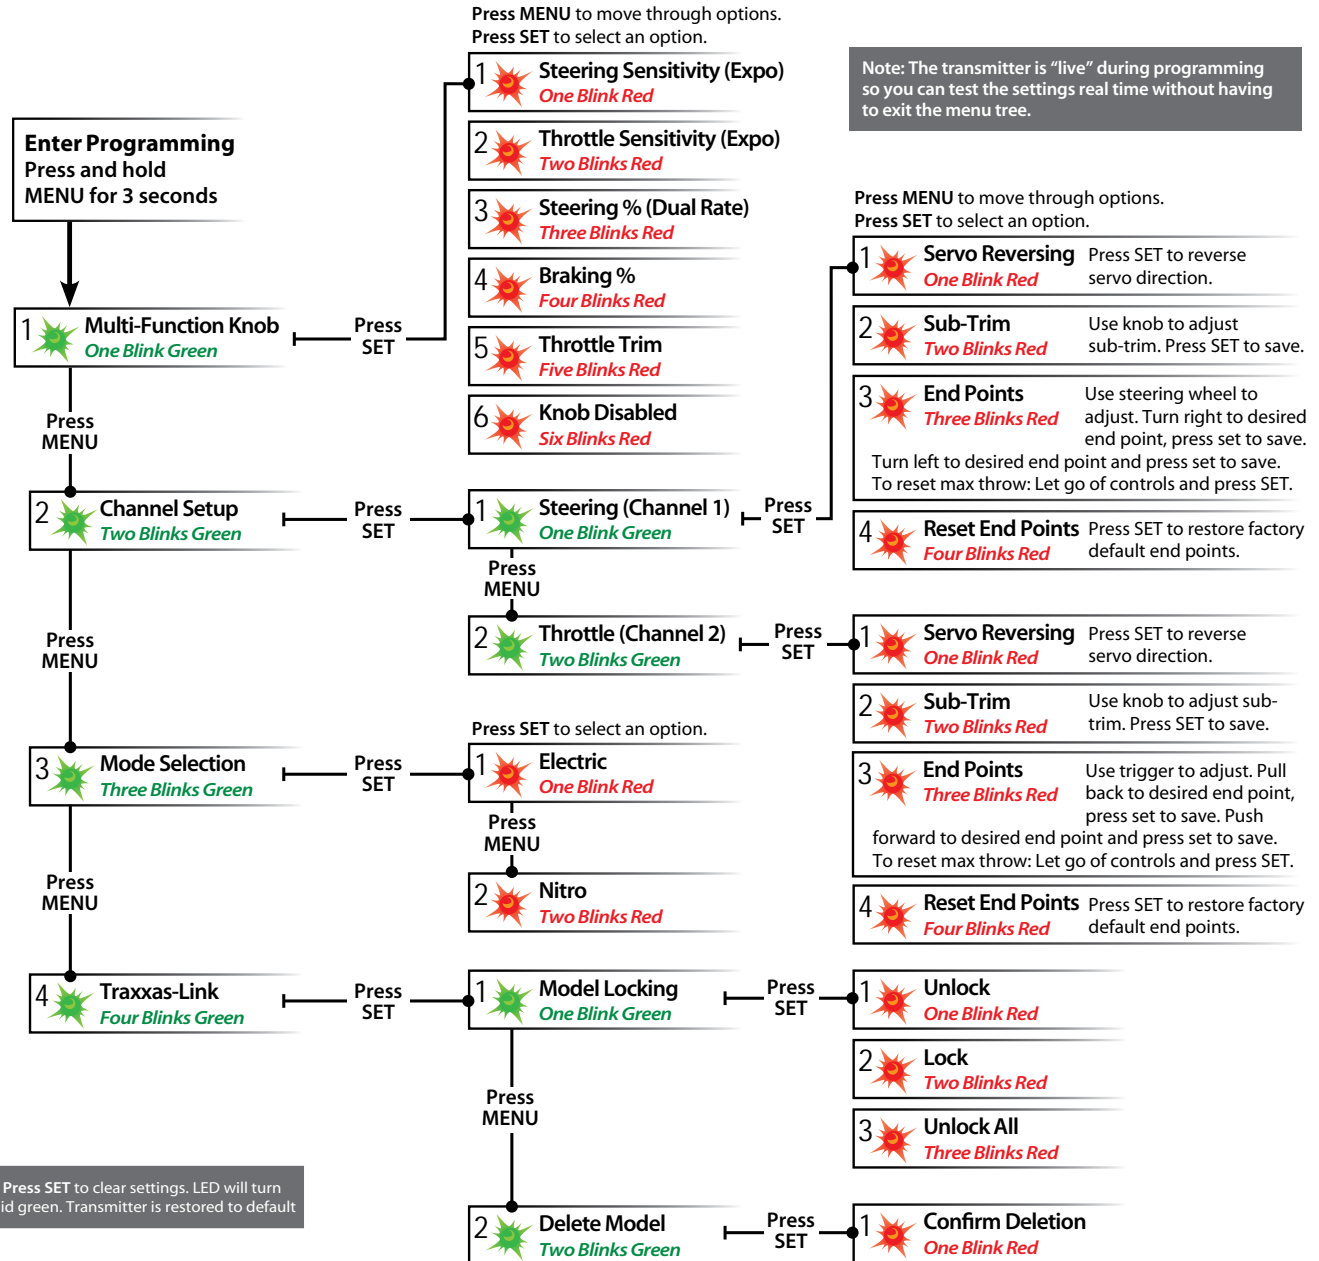 Press MENU to move through options.
Press SET to select an option.
1 Steering Sensitivity (Expo)
One Blink Red
2 Throttle Sensitivity (Expo)
Two Blinks Red
3 Steering % (Dual Rate)
Three Blinks Red
4 Braking %
Four Blinks Red
5 Throttle Trim
Five Blinks Red
6 Knob Disabled
Six Blinks Red
Note: The transmitter is “live” during programming
so you can test the settings real time without having
to exit the menu tree.
Enter Programming
Press and hold
MENU for 3 seconds
1 Multi-Function Knob
One Blink Green
Press
SET
Press
MENU
2 Channel Setup
Two Blinks Green
Press
SET
1 Steering (Channel 1)
One Blink Green
Press
SET
Press
MENU
2 Throttle (Channel 2)
Two Blinks Green
Press
SET
Press MENU to move through options.
Press SET to select an option.
1 Servo Reversing Press SET to reverse
One Blink Red servo direction.
2 Sub-Trim Use knob to adjust
Two Blinks Red sub-trim. Press SET to save.
3 End Points Use steering wheel to
Three Blinks Red adjust. Turn right to desired
end point, press set to save.
Turn left to desired end point and press set to save.
To reset max throw: Let go of controls and press SET.
4 Reset End Points Press SET to restore factory
Four Blinks Red default end points.
1 Servo Reversing Press SET to reverse
One Blink Red servo direction.
2 Sub-Trim Use knob to adjust sub-
Two Blinks Red trim. Press SET to save.
3 End Points Use trigger to adjust. Pull
Three Blinks Red back to desired end point,
press set to save. Push
forward to desired end point and press set to save.
To reset max throw: Let go of controls and press SET.
4 Reset End Points Press SET to restore factory
Four Blinks Red default end points.
Press
MENU
3 Mode Selection
Three Blinks Green
Press
SET
Press SET to select an option.
1 Electric
One Blink Red
Press
MENU
2 Nitro
Two Blinks Red
Press
MENU
4 Traxxas-Link
Four Blinks Green
Press
SET
1 Model Locking
One Blink Green
Press
SET
1 Unlock
One Blink Red
2 Lock
Two Blinks Red
3 Unlock All
Three Blinks Red
Press
MENU
2 Delete Model
Two Blinks Green
Press
SET
1 Confirm Deletion
One Blink Red
Press SET to clear settings. LED will turn
green. Transmitter is restored to default